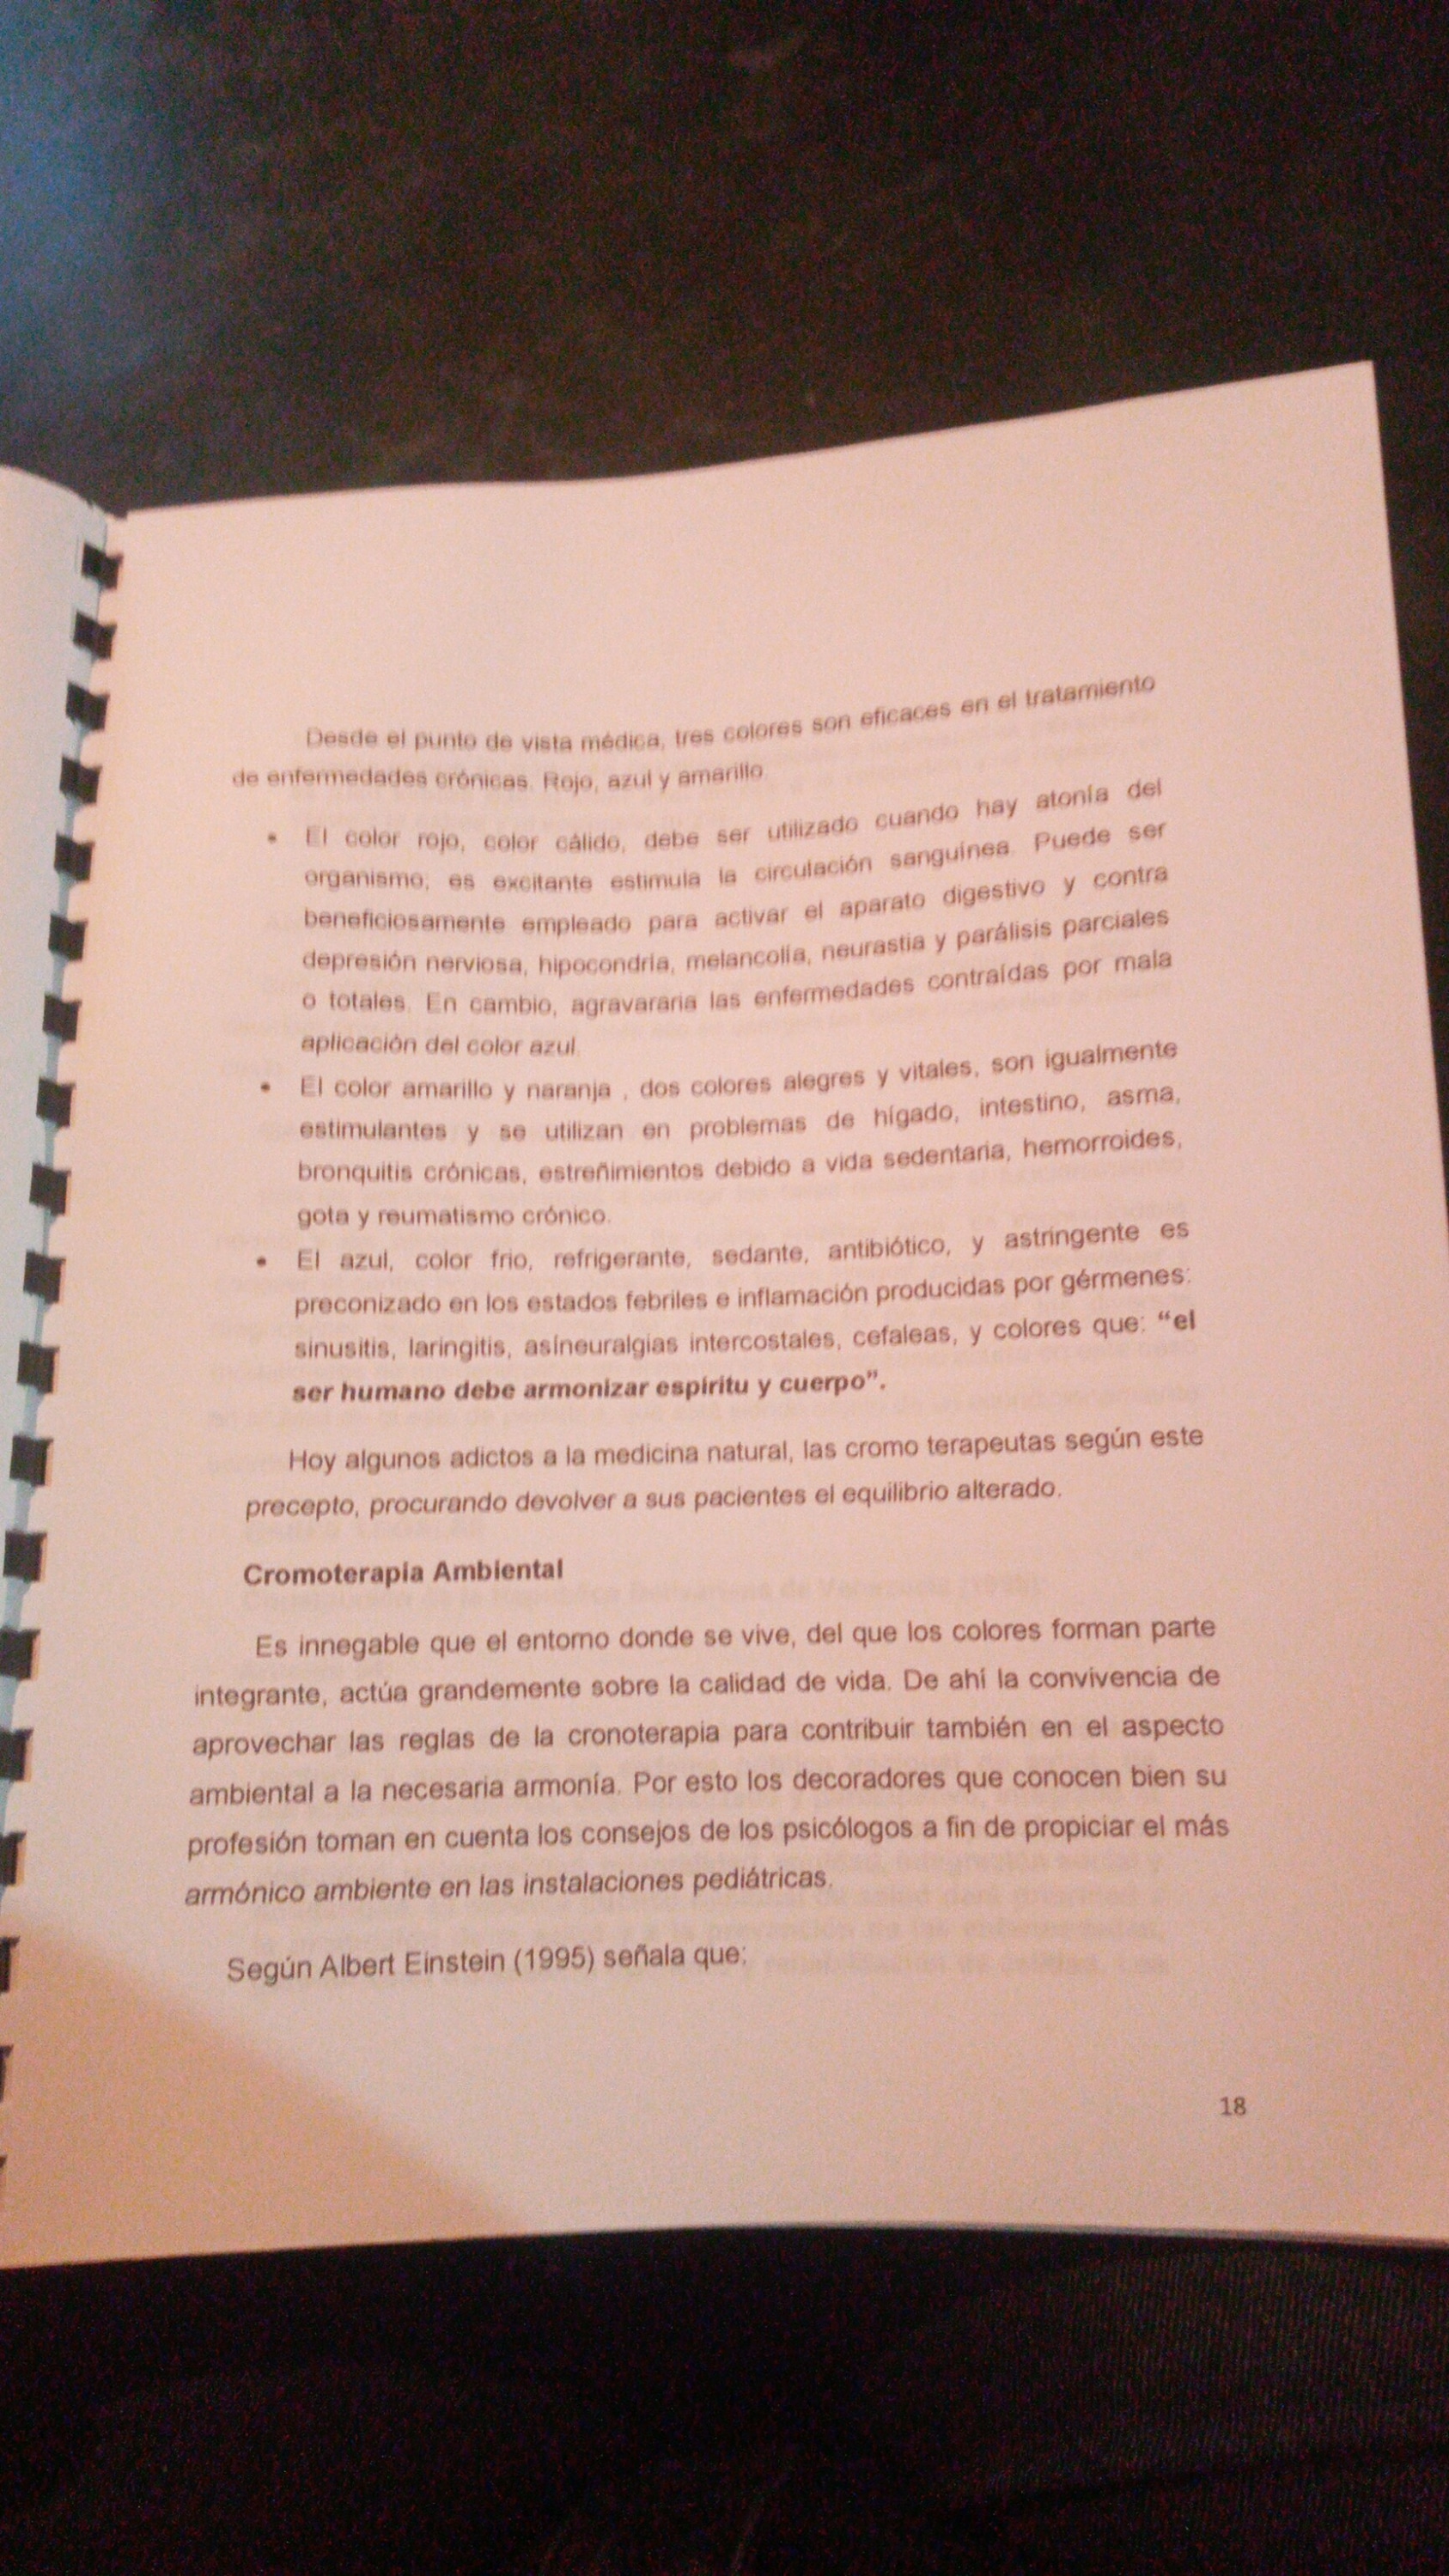 Desde el punto de vista médica, tres colores son eficaces en el tratamiento
de enfermedades crónicas. Rojo, azul y amarillo.
• El color rojo, color cálido, debe ser utilizado cuando hay atonía del
organismo, es excitante estimula la circulación sanguínea. Puede ser
beneficiosamente empleado para activar el aparato digestivo y contra
depresión nerviosa, hipocondría, melancolía, neurastia y parálisis parciales
o totales. En cambio, agravararia las enfermedades contraídas por mala
aplicación del color azul.
• El color amarillo y naranja , dos colores alegres y vitales, son igualmente
estimulantes y se utilizan en problemas de hígado, intestino, asma,
bronquitis crónicas, estreñimientos debido a vida sedentaria, hemorroides,
gota y reumatismo crónico.
• El azul, color frio, refrigerante, sedante, antibiótico, y astringente es
preconizado en los estados febriles e inflamación producidas por gérmenes:
sinusitis, laringitis, asíneuralgias intercostales, cefaleas, y colores que: “el
ser humano debe armonizar espíritu y cuerpo”.
Hoy algunos adictos a la medicina natural, las cromo terapeutas según este
precepto, procurando devolver a sus pacientes el equilibrio alterado.
Cromoterapia Ambiental
Es innegable que el entorno donde se vive, del que los colores forman parte
integrante, actúa grandemente sobre la calidad de vida. De ahí la convivencia de
aprovechar las reglas de la cronoterapia para contribuir también en el aspecto
ambiental a la necesaria armonía. Por esto los decoradores que conocen bien su
profesión toman en cuenta los consejos de los psicólogos a fin de propiciar el más
armónico ambiente en las instalaciones pediátricas.
Según Albert Einstein (1995) señala que:
18